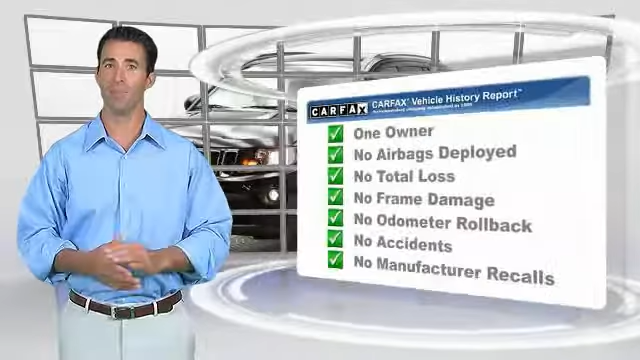 CARFAX
CARFAX® Vehicle History Report™
One Owner
No Airbags Deployed
No Total Loss
No Frame Damage
No Odometer Rollback
No Accidents
No Manufacturer Recalls